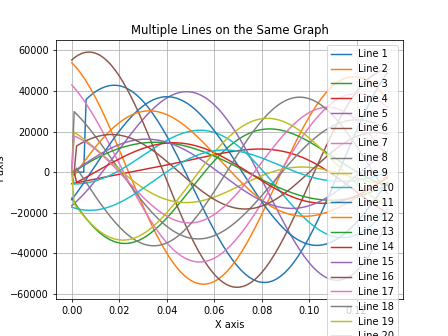 Multiple Lines on the Same Graph
60000
40000
20000
0
−20000
−40000
−60000
0.00 0.02 0.04 0.06 0.08 0.10
X axis
axis
Line 1
Line 2
Line 3
Line 4
Line 5
Line 6
Line 7
Line 8
Line 9
Line 10
Line 11
Line 12
Line 13
Line 14
Line 15
Line 16
Line 17
Line 18
Line 19
Line 20